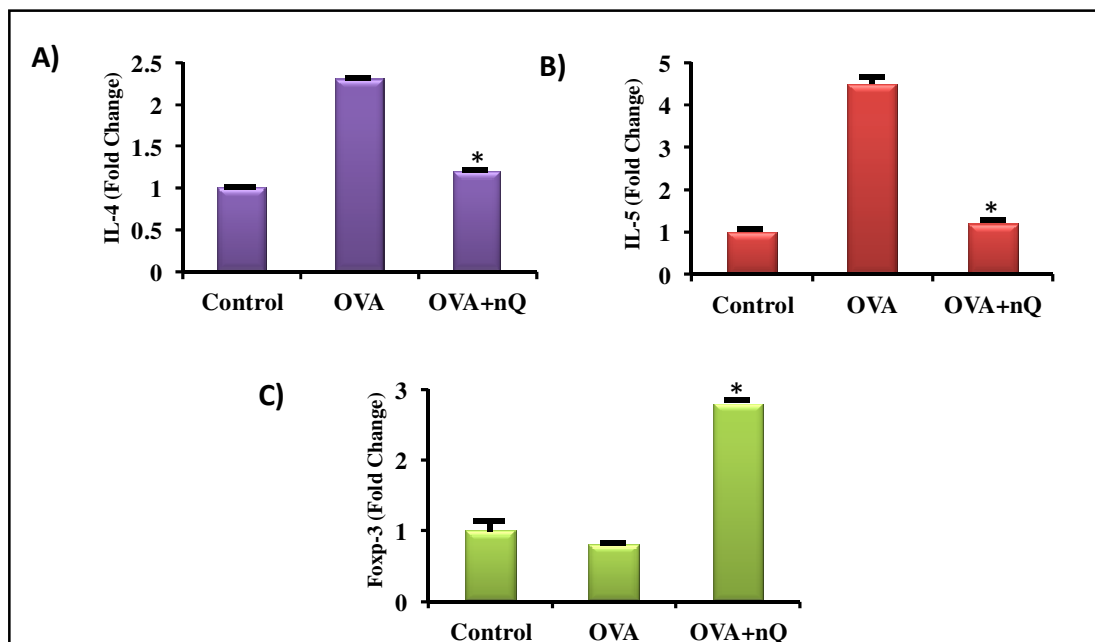 A)
IL-4 (Fold Change)
2.5
2
1.5
1
0.5
0
*
Control OVA OVA+nQ
B)
IL-5 (Fold Change)
5
4
3
2
1
0
*
Control OVA OVA+nQ
C)
Foxp-3 (Fold Change)
3
2
1
0
*
Control OVA OVA+nQ